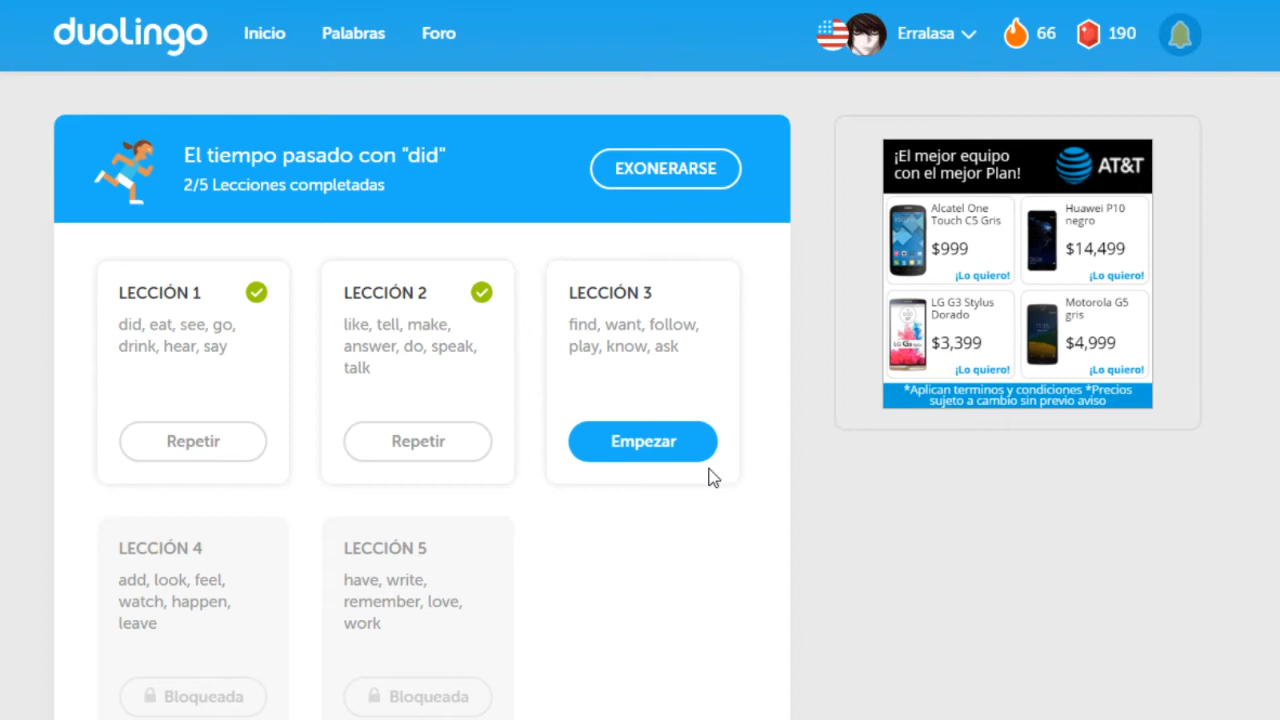 duolingo
Inicio
Palabras
Foro
Erralasa
66
190
El tiempo pasado con "did"
2/5 Lecciones completadas
EXONERARSE
LECCIÓN 1
did, eat, see, go,
drink, hear, say
Repetir
LECCIÓN 2
like, tell, make,
answer, do, speak,
talk
Repetir
LECCIÓN 3
find, want, follow,
play, know, ask
Empezar
LECCIÓN 4
add, look, feel,
watch, happen,
leave
Bloqueada
LECCIÓN 5
have, write,
remember, love,
work
Bloqueada
¡El mejor equipo
con el mejor Plan!
AT&T
Alcatel One
Touch C5 Gris
$999
¡Lo quiero!
Huawei P10
negro
$14,499
¡Lo quiero!
LG G3 Stylus
Dorado
$3,399
¡Lo quiero!
Motorola G5
gris
$4,999
¡Lo quiero!
*Aplican terminos y condiciones *Precios
sujeto a cambio sin previo aviso